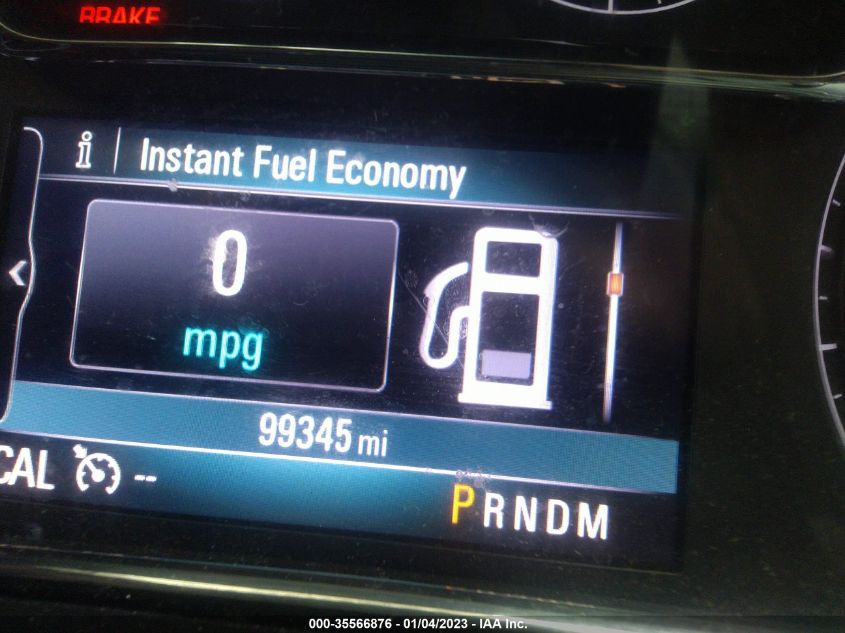 BRAKE
i Instant Fuel Economy
0
mpg
99345 mi
CAL --
PRNDM
000-35566876 - 01/04/2023 - IAA Inc.